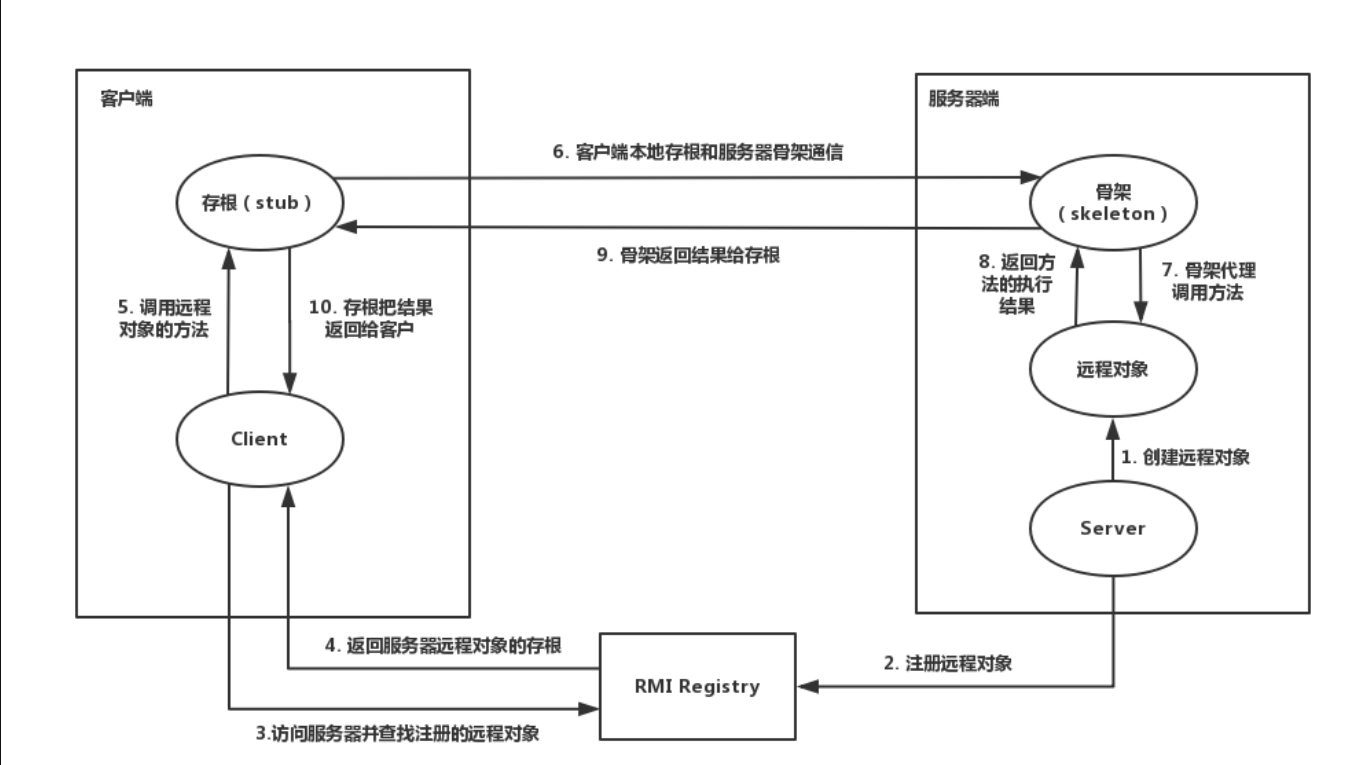 客户端
服务器端
6. 客户端本地存根和服务器骨架通信
存根（stub）
骨架
（skeleton）
9. 骨架返回结果给存根
8. 返回方
法的执行
结果
7. 骨架代理
调用方法
5. 调用远程
对象的方法
10. 存根把结果
返回给客户
远程对象
Client
1. 创建远程对象
Server
4. 返回服务器远程对象的存根
2. 注册远程对象
RMI Registry
3.访问服务器并查找注册的远程对象